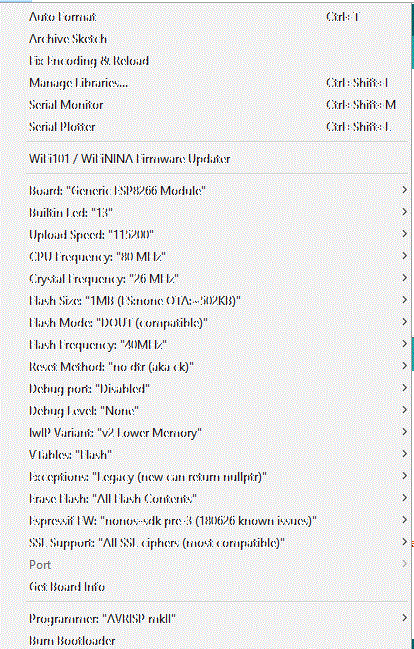 Auto Format Ctrl+T
Archive Sketch
Fix Encoding & Reload
Manage Libraries... Ctrl+Shift+I
Serial Monitor Ctrl+Shift+M
Serial Plotter Ctrl+Shift+L
WiFi101 / WiFiNINA Firmware Updater
Board: "Generic ESP8266 Module"
Builtin Led: "13"
Upload Speed: "115200"
CPU Frequency: "80 MHz"
Crystal Frequency: "26 MHz"
Flash Size: "1MB (FS:none OTA:~502KB)"
Flash Mode: "DOUT (compatible)"
Flash Frequency: "40MHz"
Reset Method: "no dtr (aka ck)"
Debug port: "Disabled"
Debug Level: "None"
lwIP Variant: "v2 Lower Memory"
VTables: "Flash"
Exceptions: "Legacy (new can return nullptr)"
Erase Flash: "All Flash Contents"
Espressif FW: "nonos-sdk pre-3 (180626 known issues)"
SSL Support: "All SSL ciphers (most compatible)"
Port
Get Board Info
Programmer: "AVRISP mkII"
Burn Bootloader